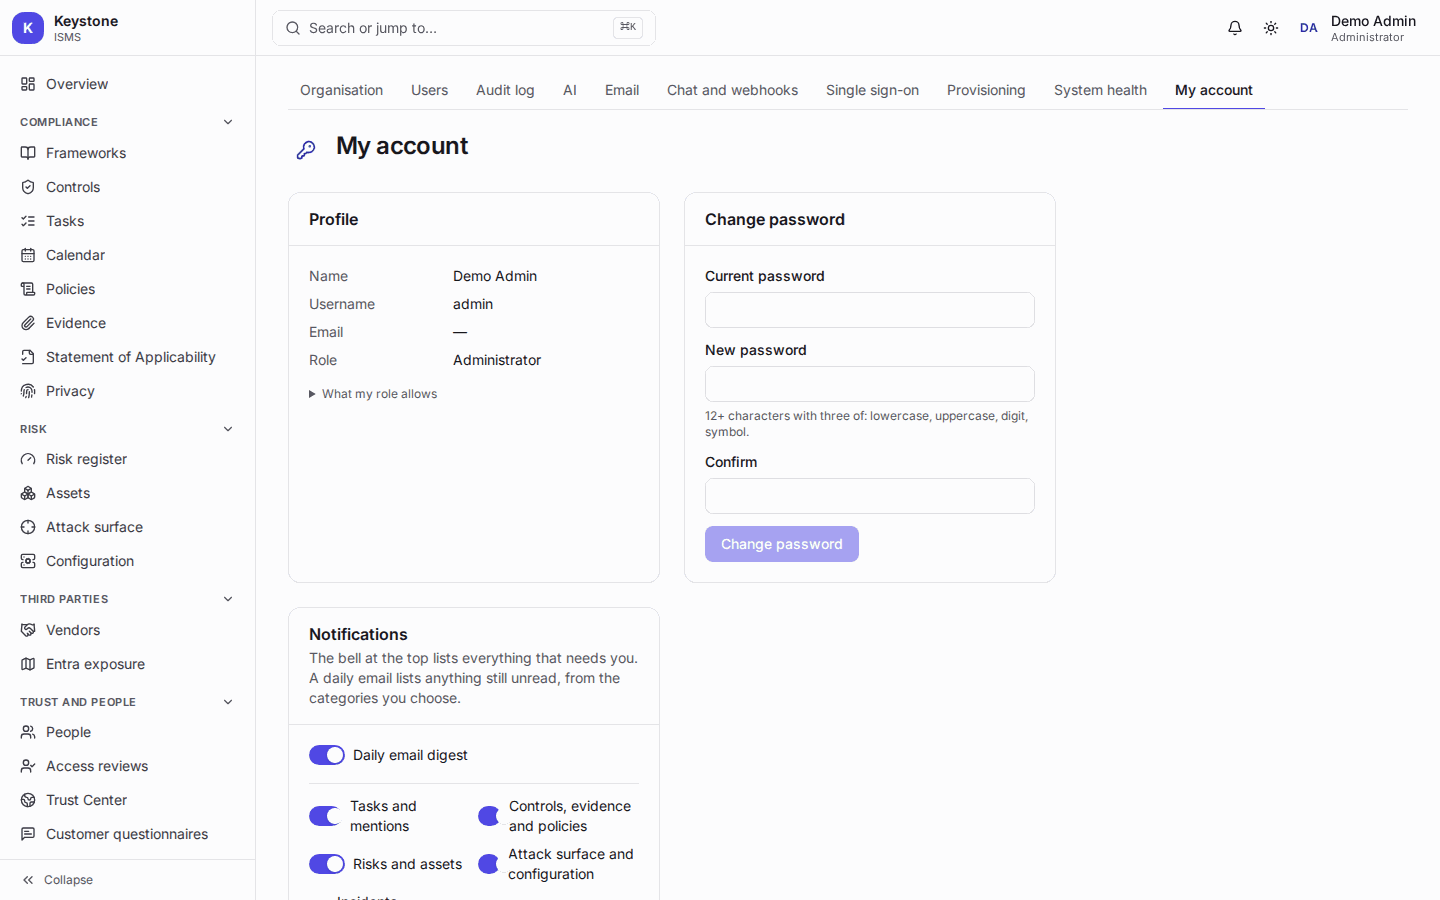 K
Keystone
ISMS
Search or jump to...
⌘K
DA
Demo Admin
Administrator
Overview
COMPLIANCE
Frameworks
Controls
Tasks
Calendar
Policies
Evidence
Statement of Applicability
Privacy
RISK
Risk register
Assets
Attack surface
Configuration
THIRD PARTIES
Vendors
Entra exposure
TRUST AND PEOPLE
People
Access reviews
Trust Center
Customer questionnaires
Collapse
Organisation
Users
Audit log
AI
Email
Chat and webhooks
Single sign-on
Provisioning
System health
My account
My account
Profile
Name Demo Admin
Username admin
Email —
Role Administrator
What my role allows
Change password
Current password
New password
12+ characters with three of: lowercase, uppercase, digit,
symbol.
Confirm
Change password
Notifications
The bell at the top lists everything that needs you.
A daily email lists anything still unread, from the
categories you choose.
Daily email digest
Tasks and
mentions
Controls, evidence
and policies
Risks and assets
Attack surface and
configuration
Incidents